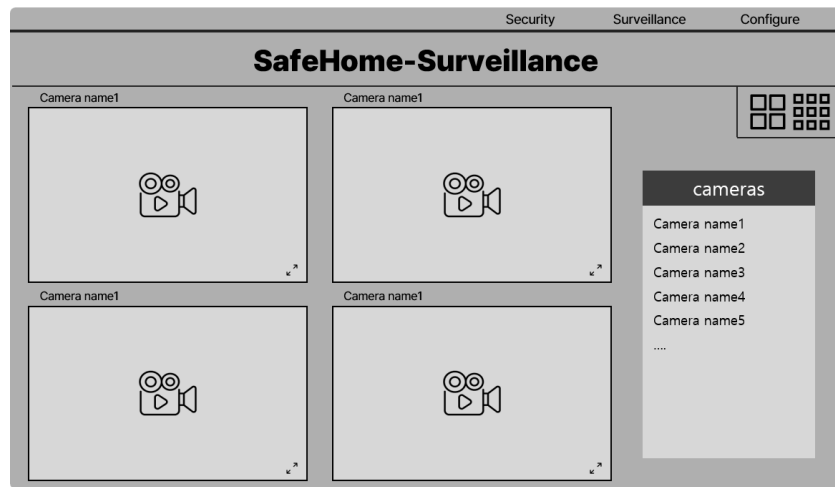 Security Surveillance Configure
SafeHome-Surveillance
Camera name1 Camera name1
Camera name1 Camera name1
cameras
Camera name1
Camera name2
Camera name3
Camera name4
Camera name5
....